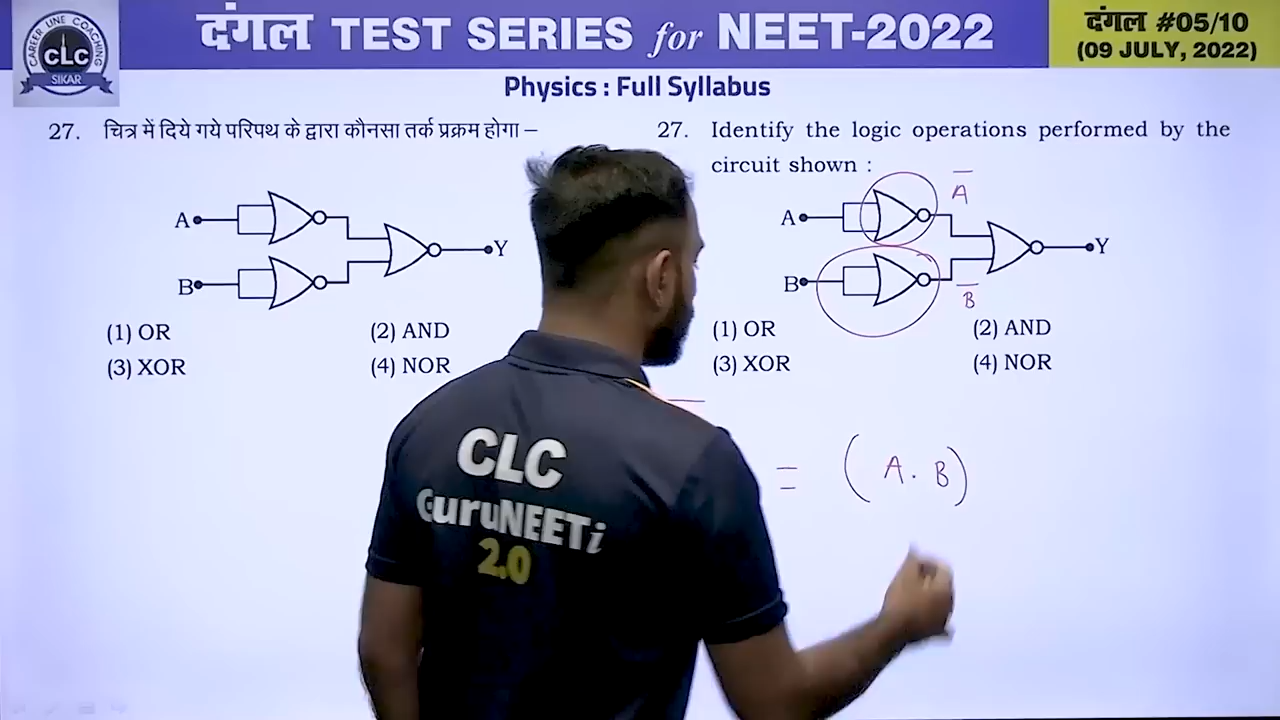 दंगल TEST SERIES for NEET-2022
दंगल #05/10
(09 JULY, 2022)
CAREER LINE COACHING
CLC
SIKAR
Physics : Full Syllabus
27. चित्र में दिये गये परिपथ के द्वारा कौनसा तर्क प्रक्रम होगा –
A
B
Y
(1) OR
(2) AND
(3) XOR
(4) NOR
27. Identify the logic operations performed by the
circuit shown :
A
B
Y
A̅
B̅
(1) OR
(2) AND
(3) XOR
(4) NOR
= (A . B)
CLC
GuruNEETi
2.0